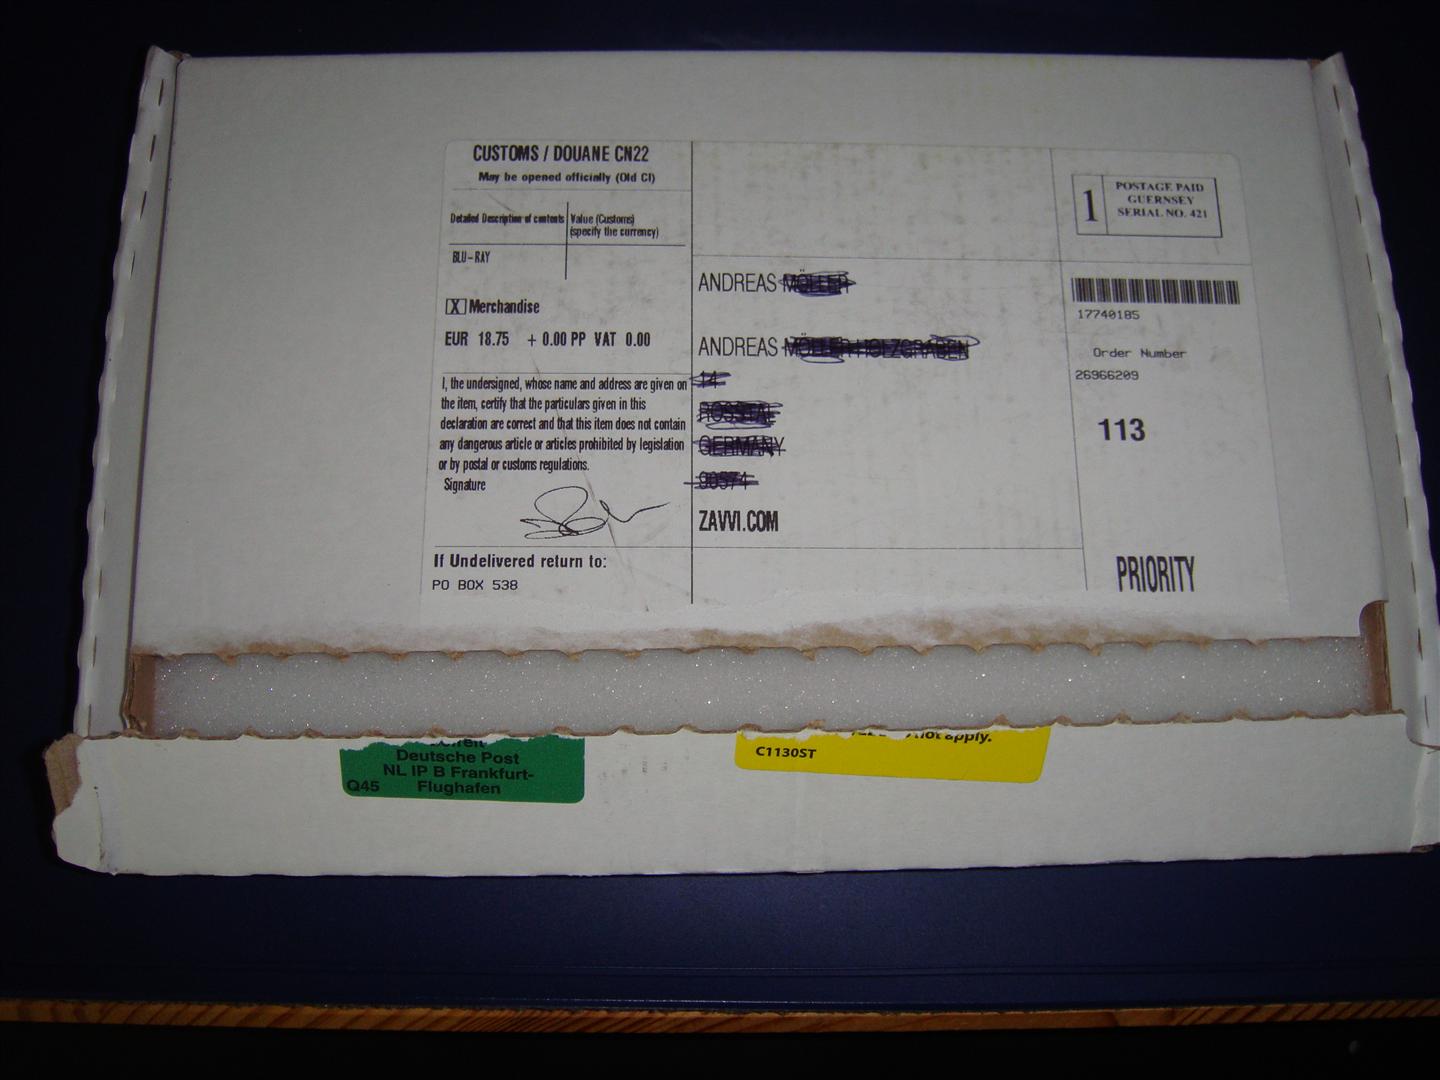 CUSTOMS / DOUANE CN22
May be opened officially (Old CI)
Detailed Description of contents
Value (Customs)
(specify the currency)
BLU-RAY
X Merchandise
EUR 18.75 + 0.00 PP VAT 0.00
I, the undersigned, whose name and address are given on
the item, certify that the particulars given in this
declaration are correct and that this item does not contain
any dangerous article or articles prohibited by legislation
or by postal or customs regulations.
Signature
If Undelivered return to:
PO BOX 538
ANDREAS
ANDREAS
ZAVVI.COM
1
POSTAGE PAID
GUERNSEY
SERIAL NO. 421
17740185
Order Number
26966209
113
PRIORITY
Deutsche Post
NL IP B Frankfurt-
Q45 Flughafen
not apply.
C1130ST